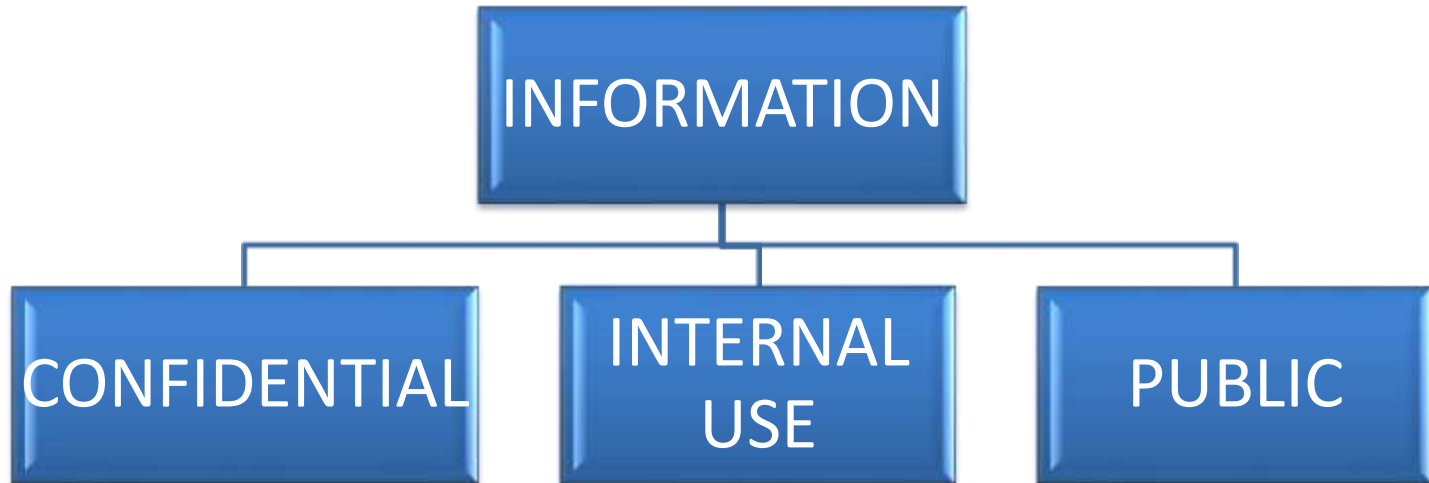 INFORMATION
CONFIDENTIAL
INTERNAL
USE
PUBLIC